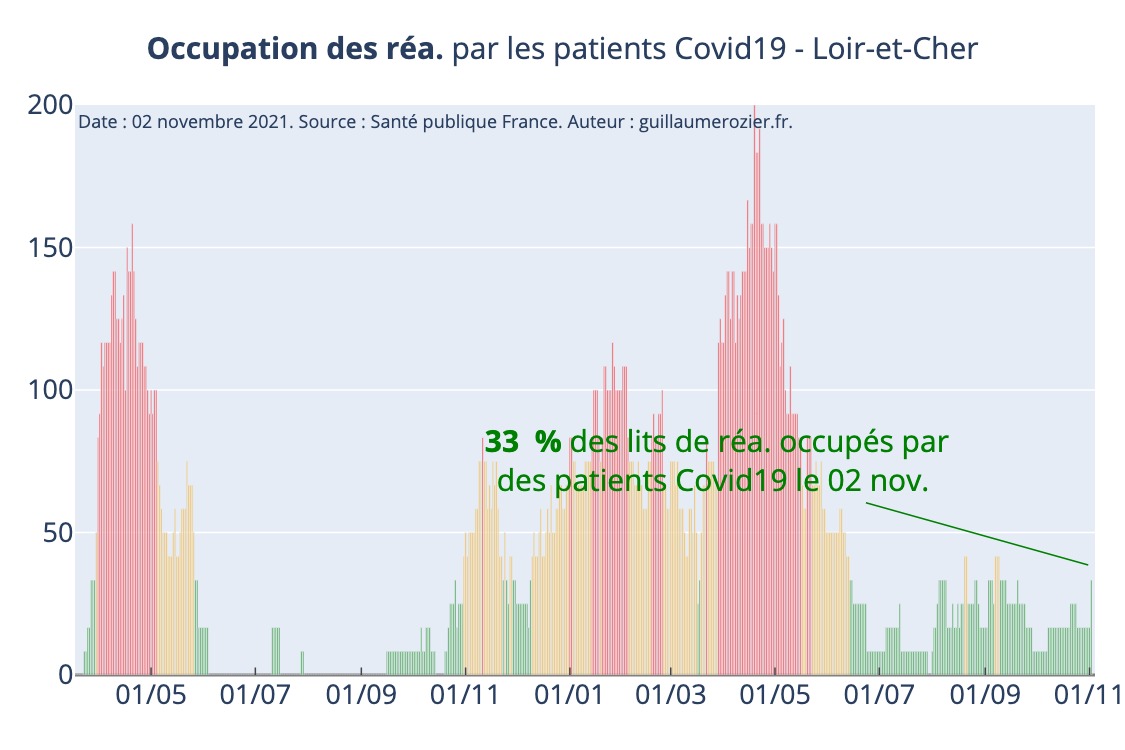 Occupation des réa. par les patients Covid19 - Loir-et-Cher
200
Date : 02 novembre 2021. Source : Santé publique France. Auteur : guillaumerozier.fr.
150
100
33 % des lits de réa. occupés par
des patients Covid19 le 02 nov.
50
0
01/05 01/07 01/09 01/11 01/01 01/03 01/05 01/07 01/09 01/11